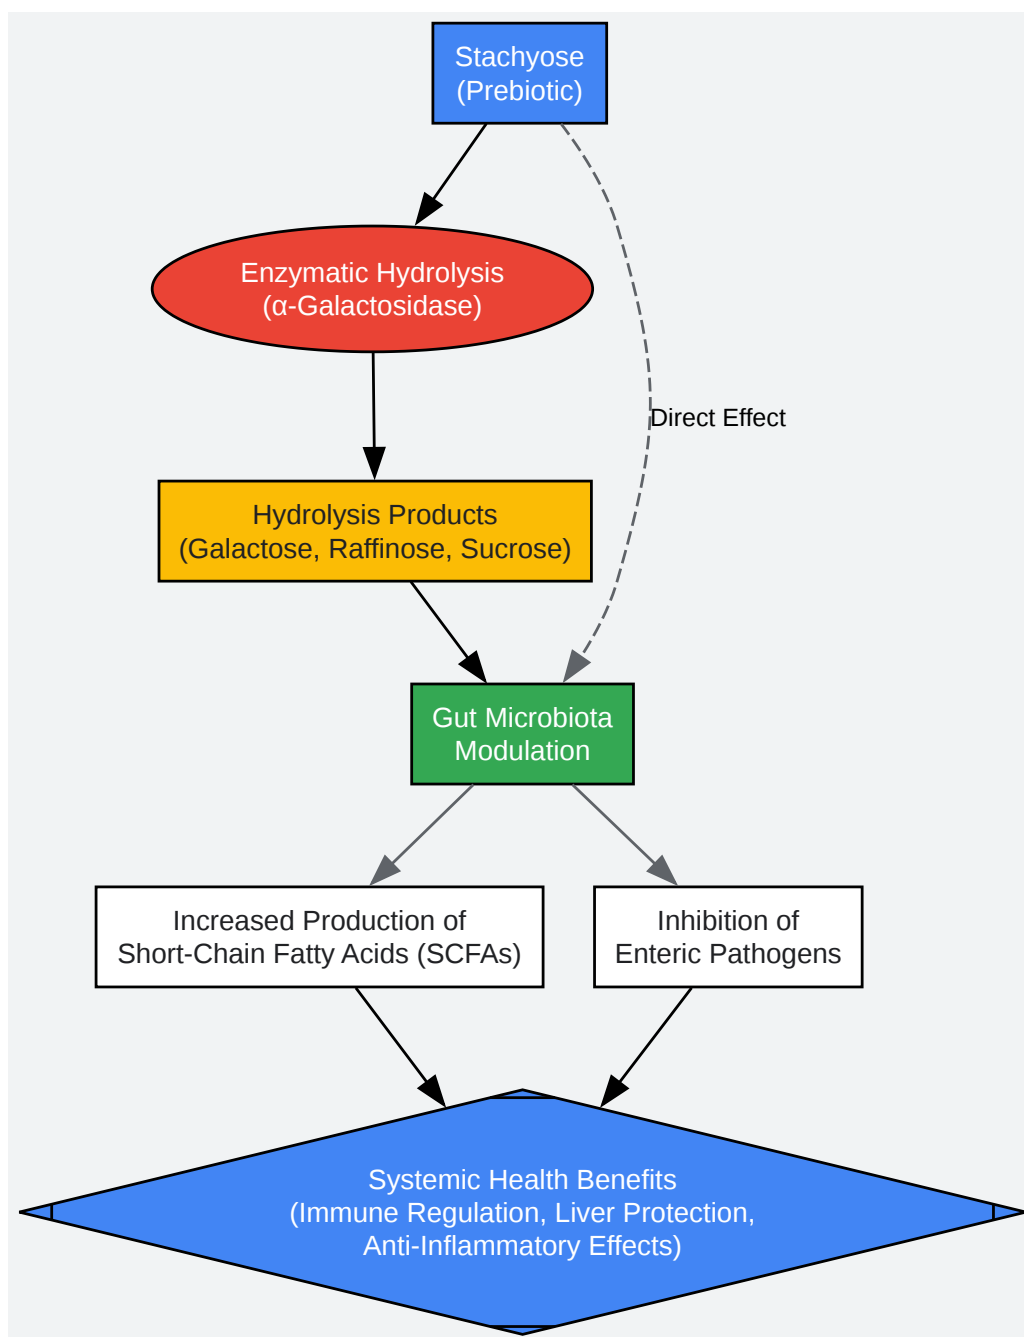 Stachyose
(Prebiotic)
Enzymatic Hydrolysis
(α-Galactosidase)
Direct Effect
Hydrolysis Products
(Galactose, Raffinose, Sucrose)
Gut Microbiota
Modulation
Increased Production of
Short-Chain Fatty Acids (SCFAs)
Inhibition of
Enteric Pathogens
Systemic Health Benefits
(Immune Regulation, Liver Protection,
Anti-Inflammatory Effects)